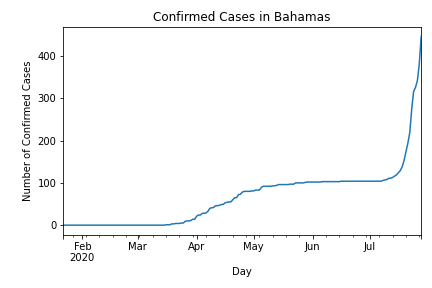 Confirmed Cases in Bahamas
Number of Confirmed Cases
400
300
200
100
0
Feb Mar Apr May Jun Jul
2020
Day